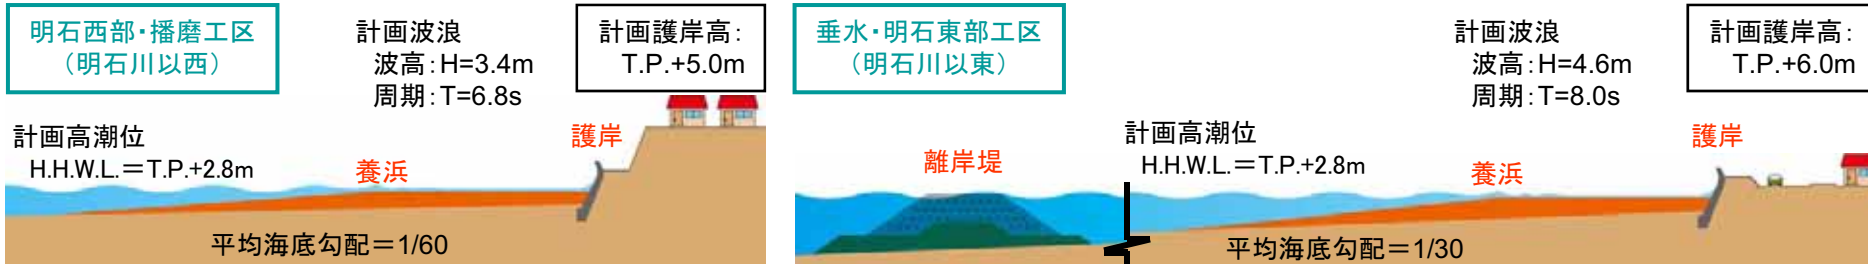 明石西部・播磨工区
（明石川以西）
計画波浪
波高：H=3.4m
周期：T=6.8s
計画護岸高：
T.P.+5.0m
計画高潮位
H.H.W.L.＝T.P.+2.8m
養浜
護岸
平均海底勾配＝1/60
垂水・明石東部工区
（明石川以東）
計画波浪
波高：H=4.6m
周期：T=8.0s
計画護岸高：
T.P.+6.0m
離岸堤
計画高潮位
H.H.W.L.＝T.P.+2.8m
養浜
護岸
平均海底勾配＝1/30